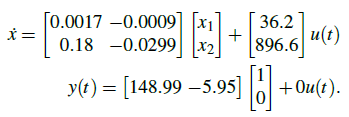 ẋ = [0.0017 −0.0009; 0.18 −0.0299] [x1; x2] + [36.2; 896.6] u(t)
y(t) = [148.99 −5.95] [1; 0] + 0u(t).